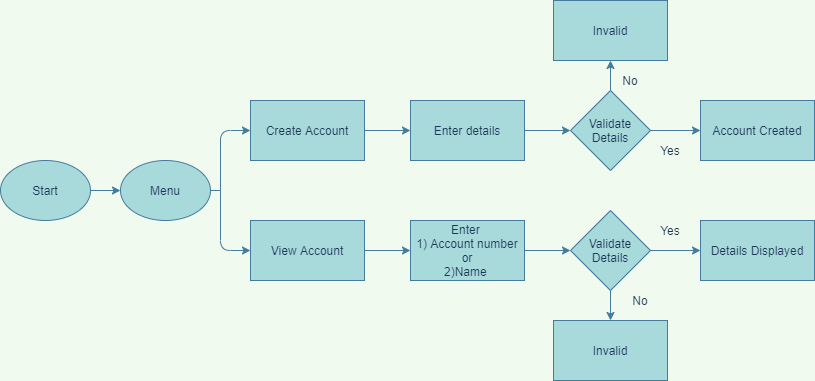 Invalid
No
Create Account
Enter details
Validate
Details
Account Created
Yes
Start
Menu
View Account
Enter
1) Account number
or
2)Name
Validate
Details
Yes
Details Displayed
No
Invalid